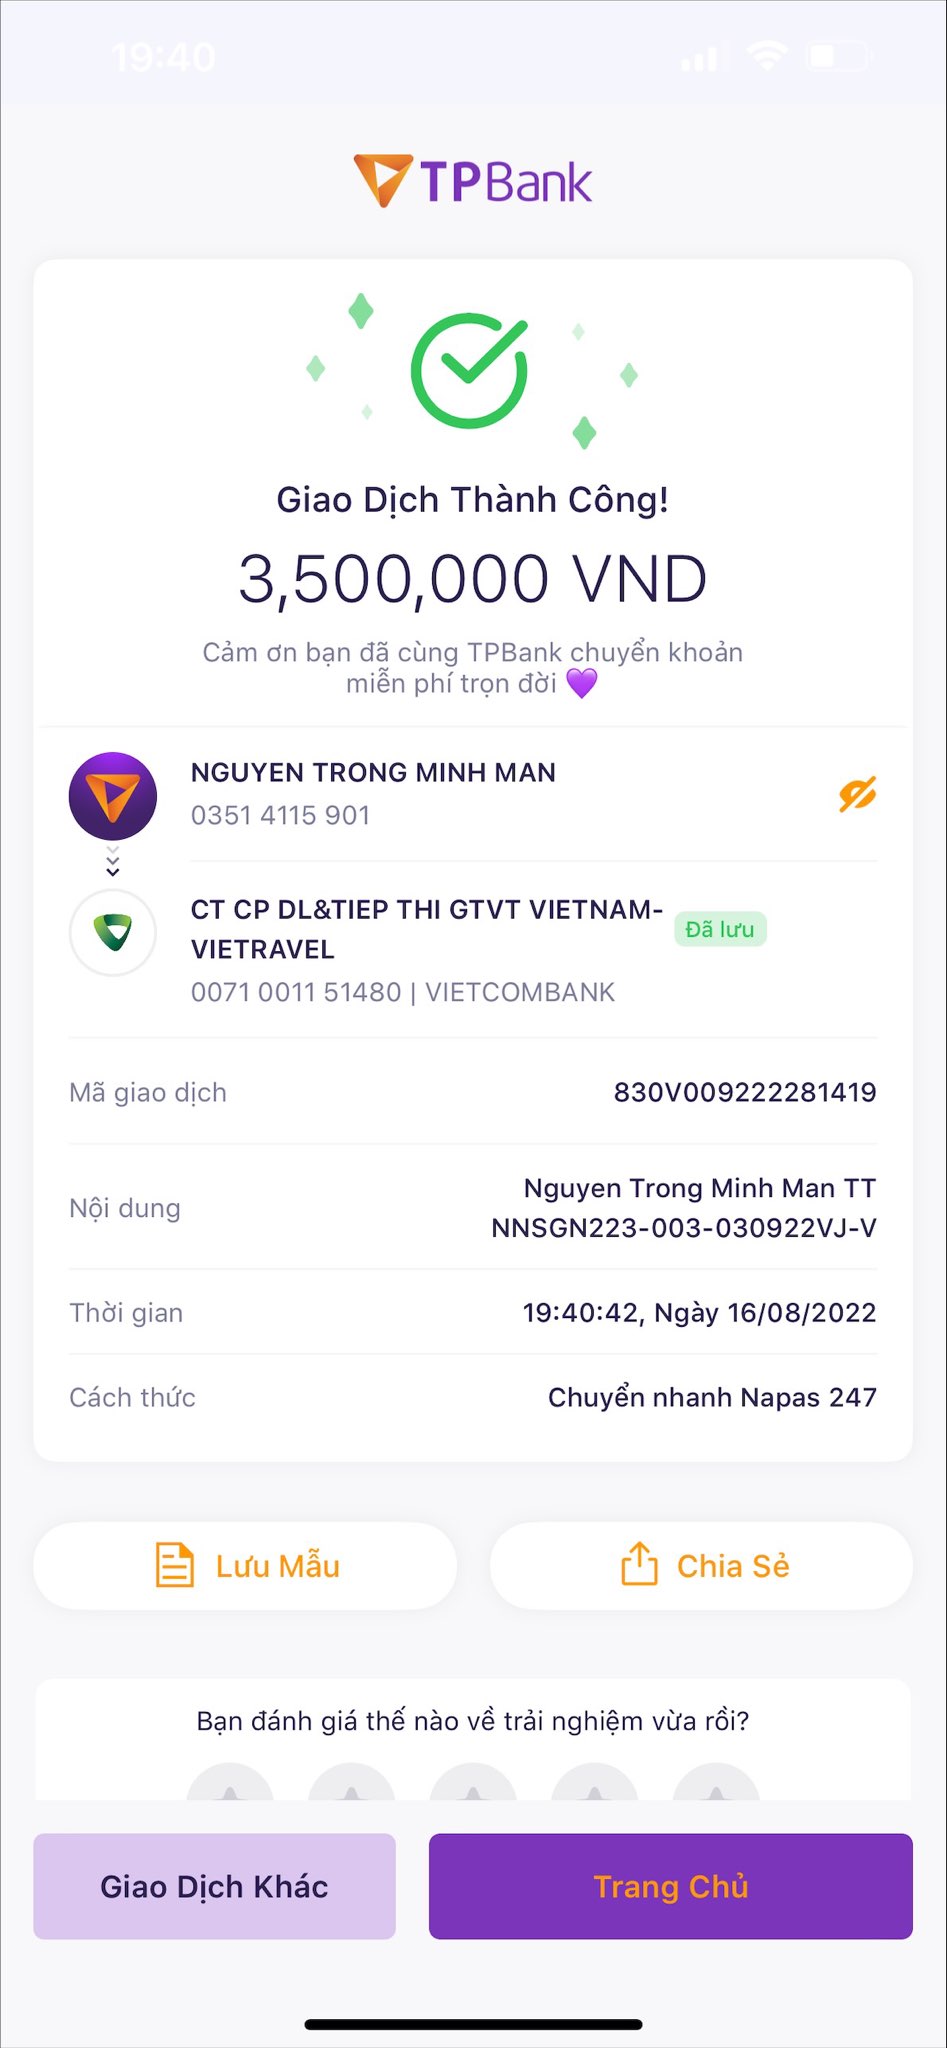 19:40
TPBank
Giao Dịch Thành Công!
3,500,000 VND
Cảm ơn bạn đã cùng TPBank chuyển khoản
miễn phí trọn đời 💜
NGUYEN TRONG MINH MAN
0351 4115 901
CT CP DL&TIEP THI GTVT VIETNAM-
VIETRAVEL
Đã lưu
0071 0011 51480 | VIETCOMBANK
Mã giao dịch
830V009222281419
Nội dung
Nguyen Trong Minh Man TT
NNSGN223-003-030922VJ-V
Thời gian
19:40:42, Ngày 16/08/2022
Cách thức
Chuyển nhanh Napas 247
Lưu Mẫu
Chia Sẻ
Bạn đánh giá thế nào về trải nghiệm vừa rồi?
Giao Dịch Khác
Trang Chủ